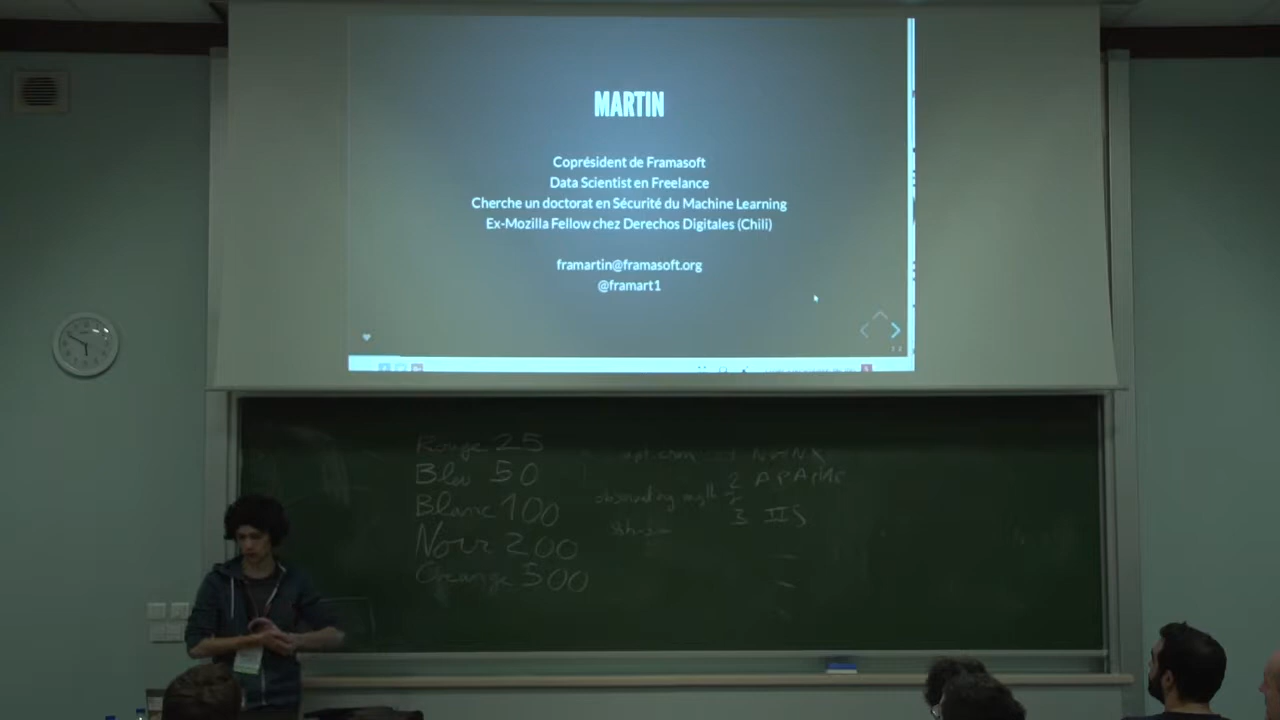 MARTIN
Coprésident de Framasoft
Data Scientist en Freelance
Cherche un doctorat en Sécurité du Machine Learning
Ex-Mozilla Fellow chez Derechos Digitales (Chili)
framartin@framasoft.org
@framart1
Rouge 25
Bleu 50
Blanc 100
Noir 200
Orange 500
2 APACHE
3 IIS